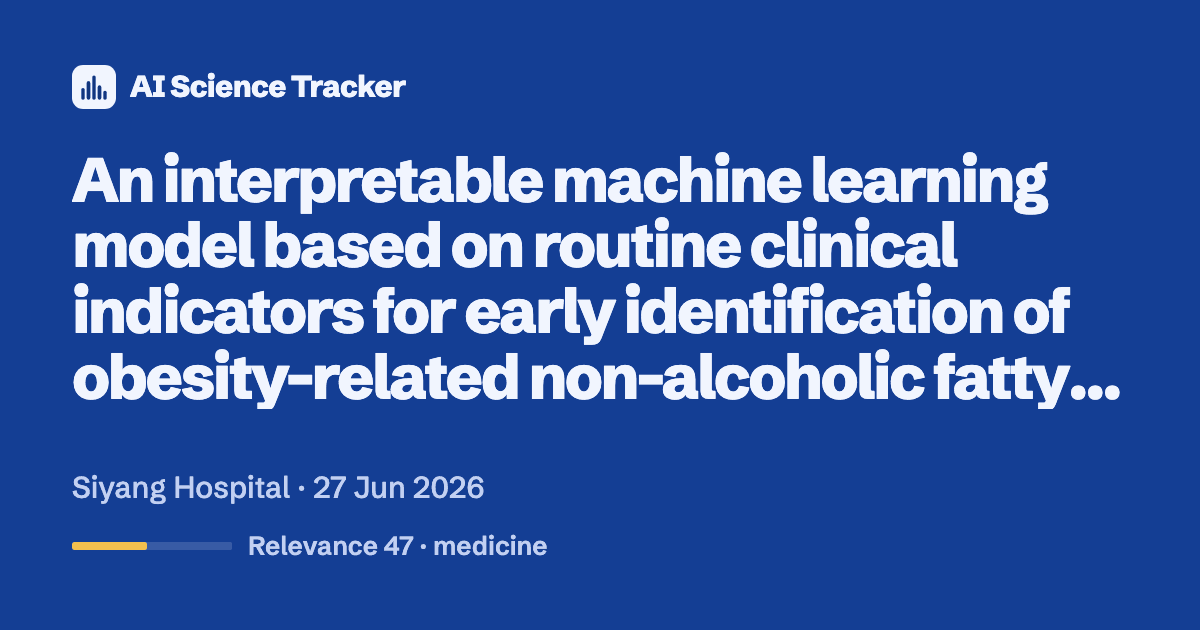 AI Science Tracker
An interpretable machine learning
model based on routine clinical
indicators for early identification of
obesity-related non-alcoholic fatty...
Siyang Hospital · 27 Jun 2026
Relevance 47 · medicine